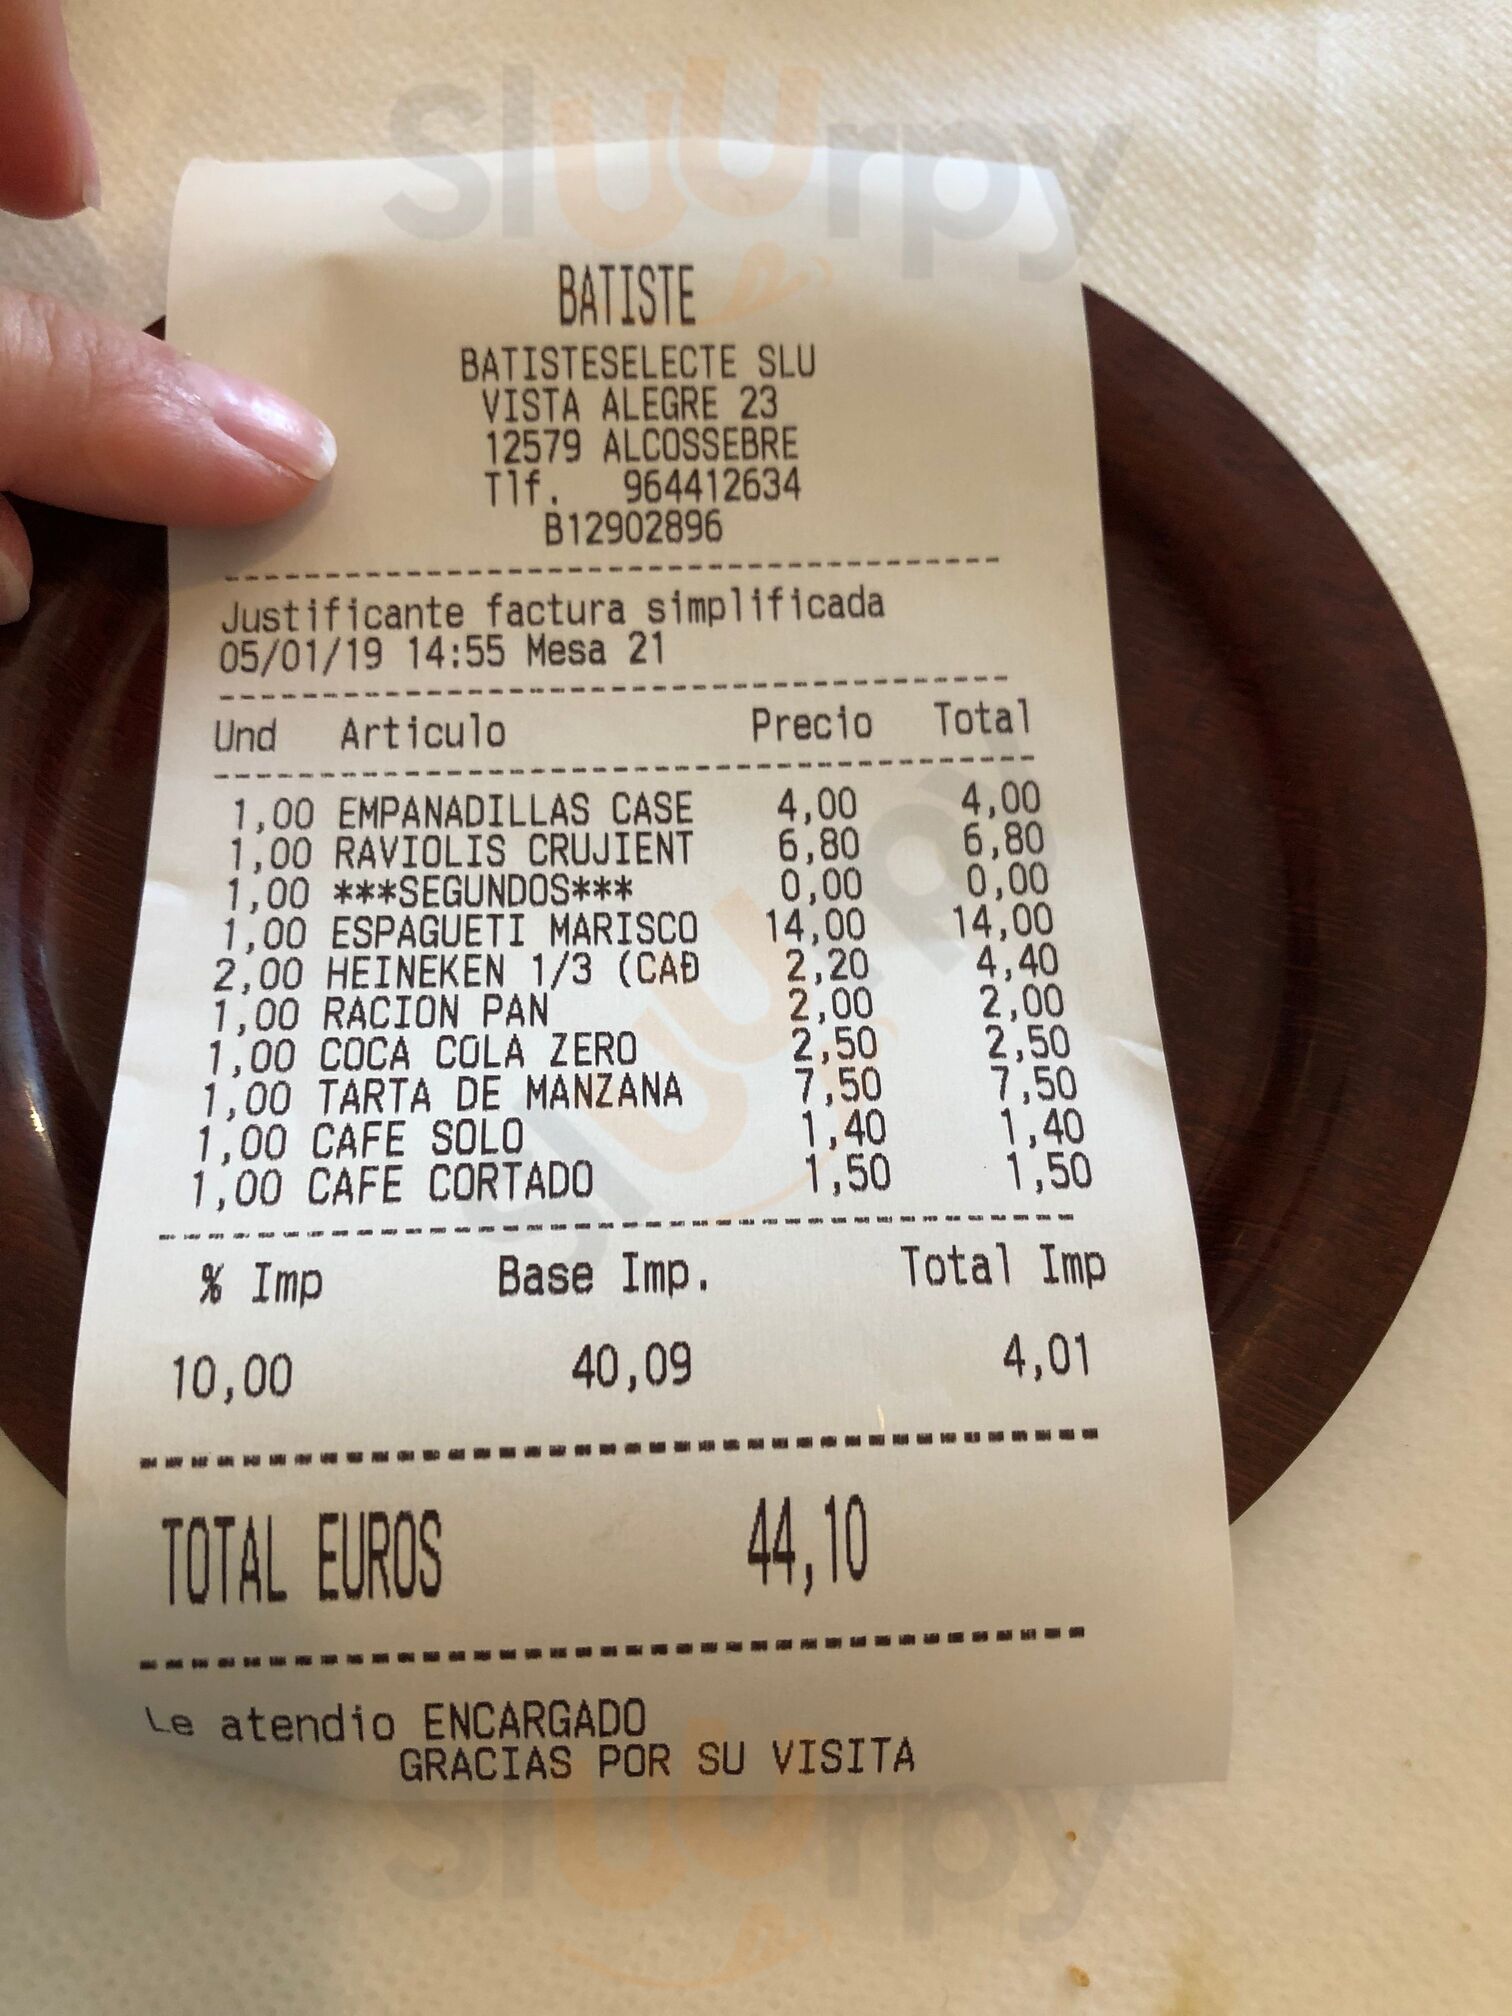 sluurpy
BATISTE
BATISTESELECTE SLU
VISTA ALEGRE 23
12579 ALCOSSEBRE
Tlf. 964412634
B12902896
Justificante factura simplificada
05/01/19 14:55 Mesa 21
Und Articulo Precio Total
1,00 EMPANADILLAS CASE 4,00 4,00
1,00 RAVIOLIS CRUJIENT 6,80 6,80
1,00 ***SEGUNDOS*** 0,00 0,00
1,00 ESPAGUETI MARISCO 14,00 14,00
2,00 HEINEKEN 1/3 (CAÐ 2,20 4,40
1,00 RACION PAN 2,00 2,00
1,00 COCA COLA ZERO 2,50 2,50
1,00 TARTA DE MANZANA 7,50 7,50
1,00 CAFE SOLO 1,40 1,40
1,00 CAFE CORTADO 1,50 1,50
sluurpy
% Imp Base Imp. Total Imp
10,00 40,09 4,01
TOTAL EUROS 44,10
Le atendio ENCARGADO
GRACIAS POR SU VISITA
sluurpy